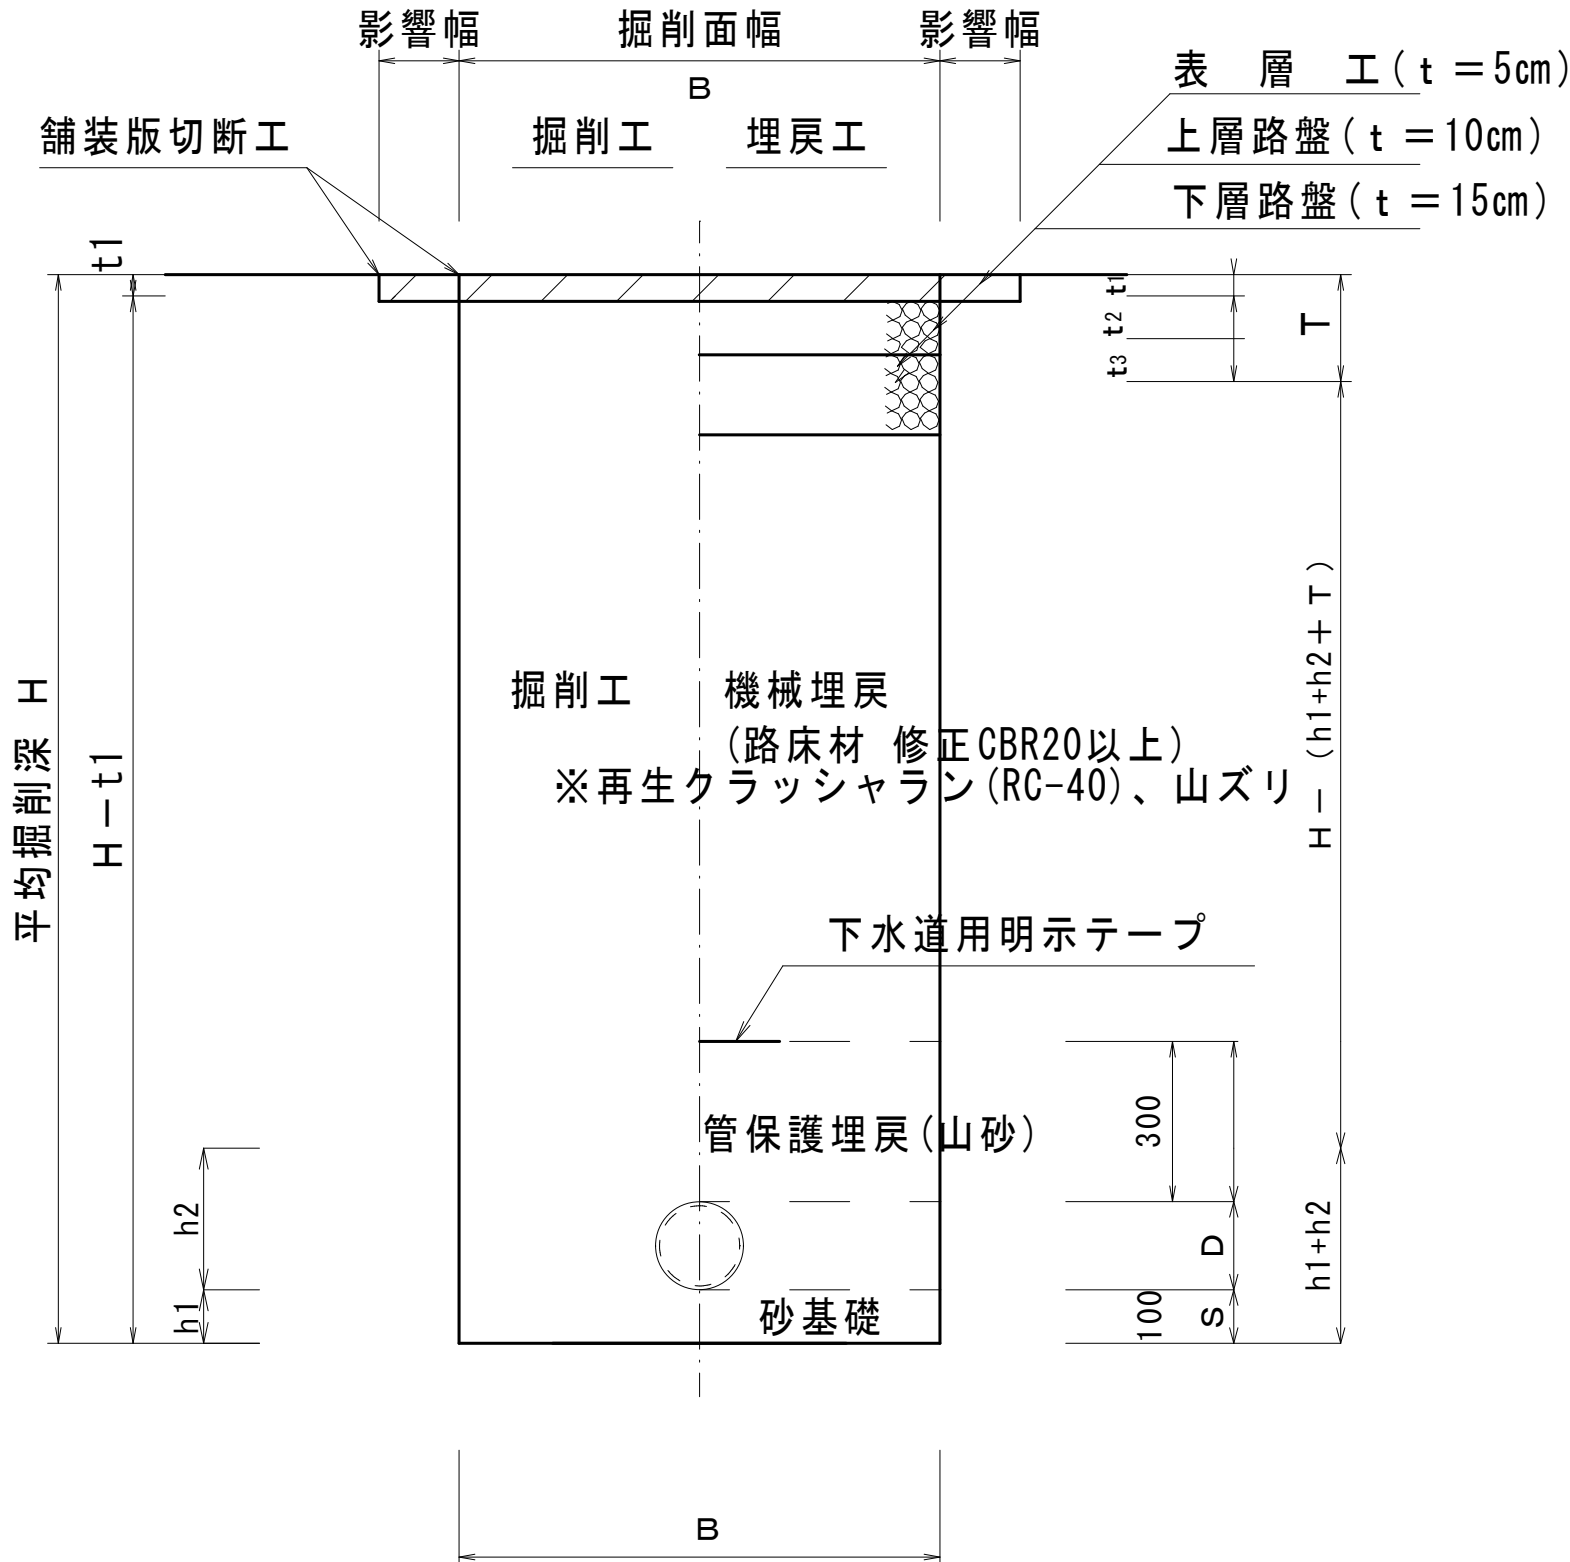 影響幅 掘削面幅 影響幅
B
表 層 工(t＝5cm)
舗装版切断工 掘削工 埋戻工 上層路盤(t＝10cm)
下層路盤(t＝15cm)
t1
t1
t2
t3
T
平均掘削深 H
H－t1
掘削工 機械埋戻
(路床材 修正CBR20以上)
※再生クラッシャラン(RC-40)、山ズリ
H－(h1+h2＋T)
下水道用明示テープ
管保護埋戻(山砂)
300
h2
h1
D
h1+h2
砂基礎
100
S
B